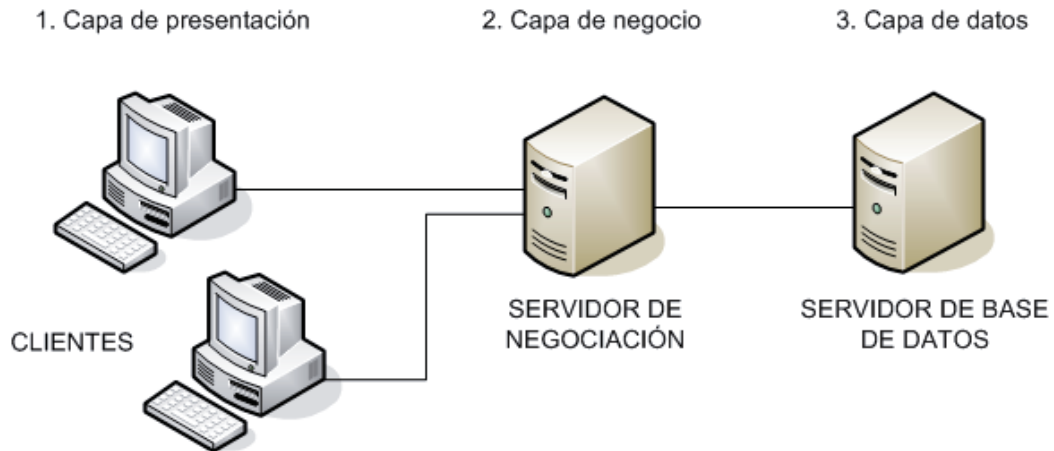 1. Capa de presentación
2. Capa de negocio
3. Capa de datos
CLIENTES
SERVIDOR DE
NEGOCIACIÓN
SERVIDOR DE BASE
DE DATOS